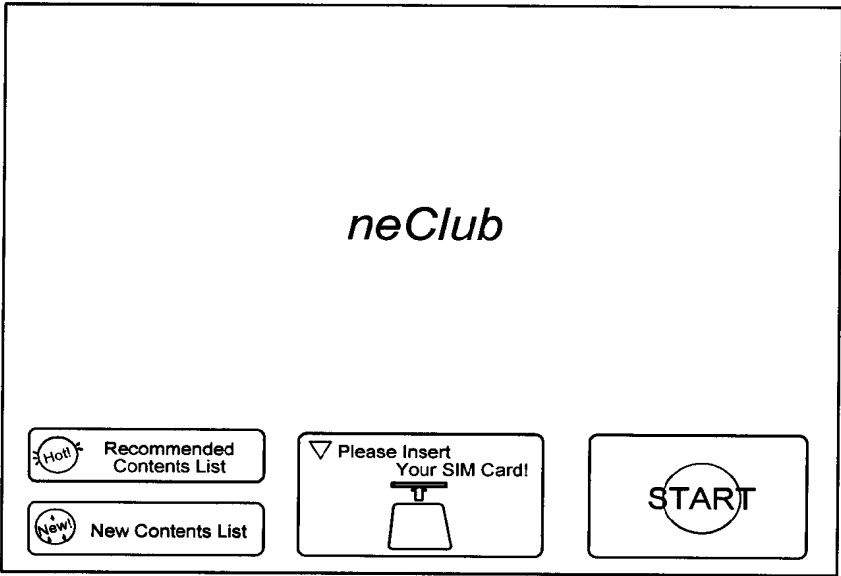 neClub
Hot!
Recommended
Contents List
New!
New Contents List
▽ Please Insert
Your SIM Card!
START